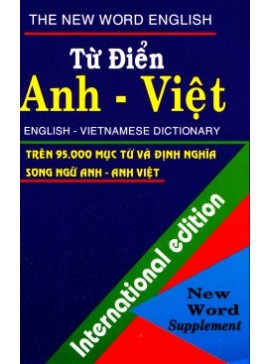 THE NEW WORD ENGLISH
Từ Điển
Anh - Việt
ENGLISH - VIETNAMESE DICTIONARY
TRÊN 95.000 MỤC TỪ VÀ ĐỊNH NGHĨA
SONG NGỮ ANH - ANH VIỆT
International edition
New
Word
Supplement